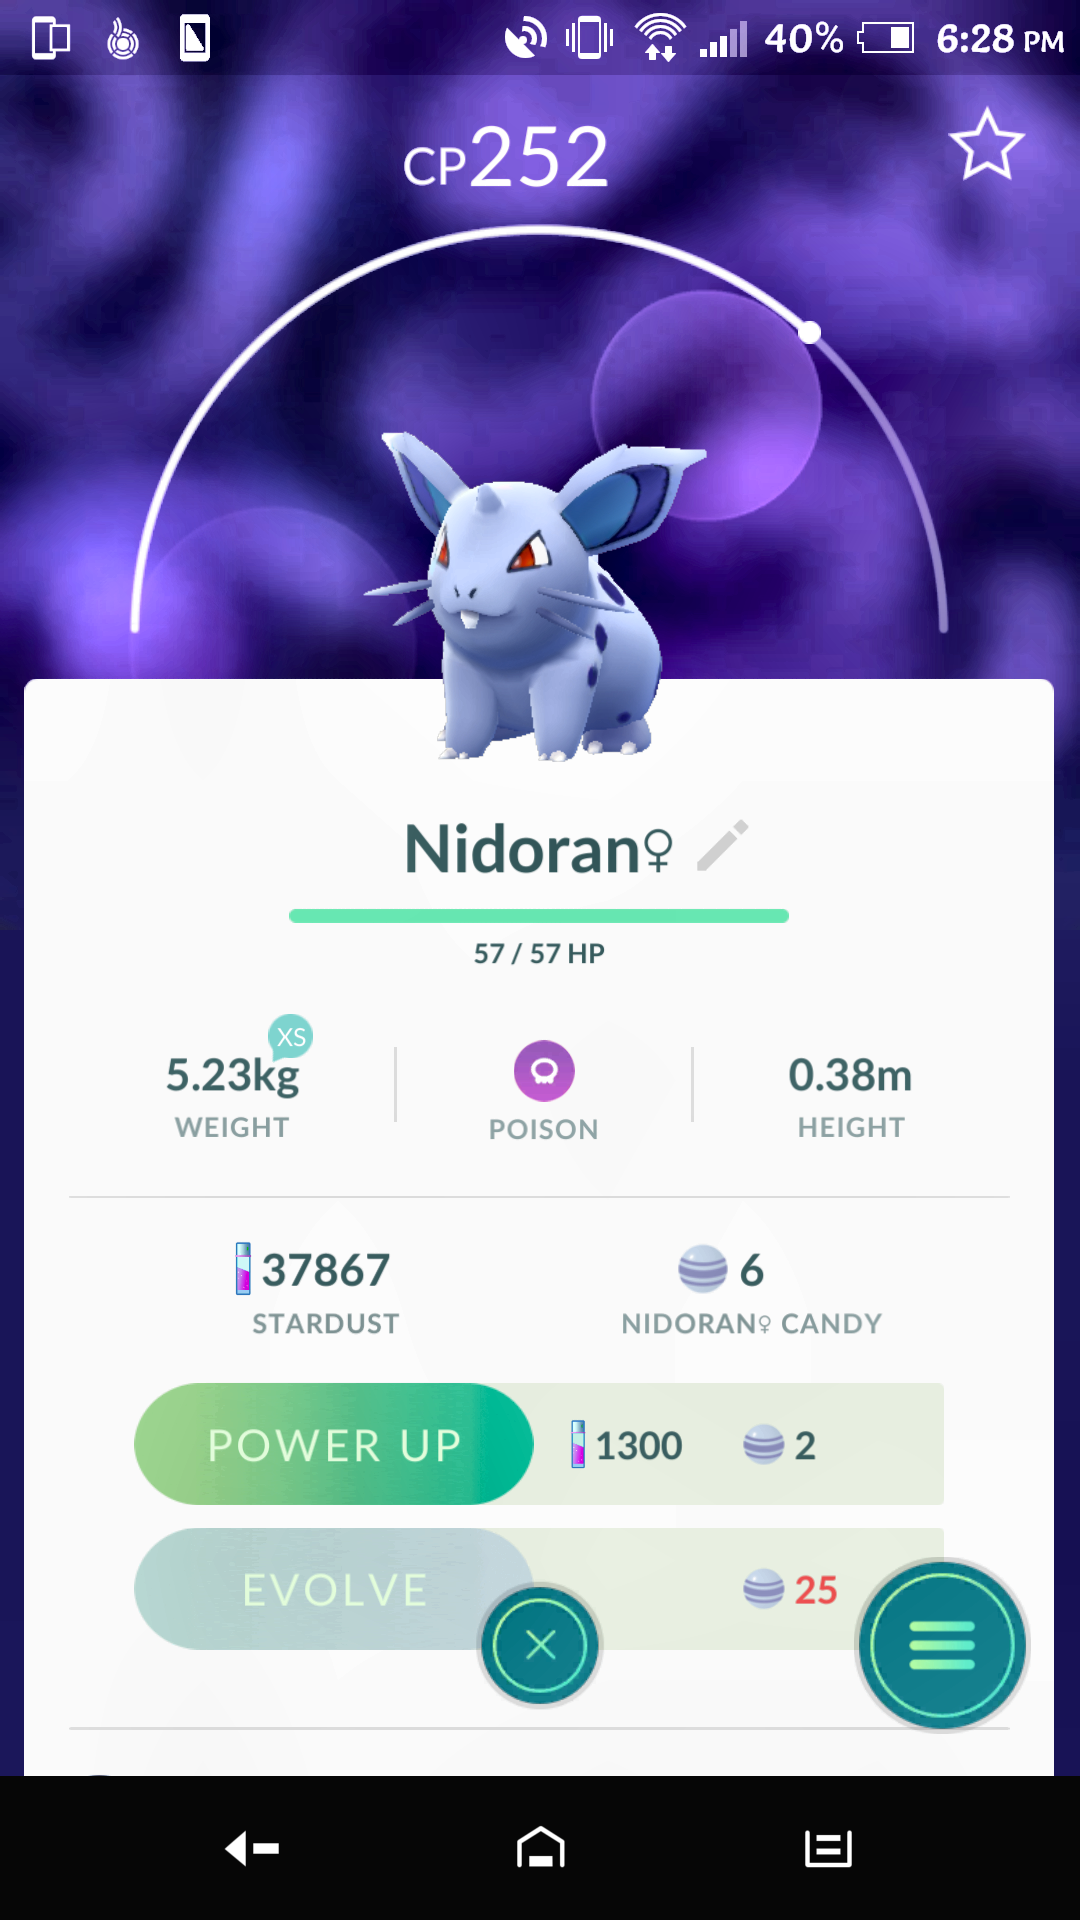 40% 6:28 PM
CP252
Nidoran♀
57 / 57 HP
XS
5.23kg
WEIGHT
POISON
0.38m
HEIGHT
37867
STARDUST
6
NIDORAN♀ CANDY
POWER UP 1300 2
EVOLVE 25